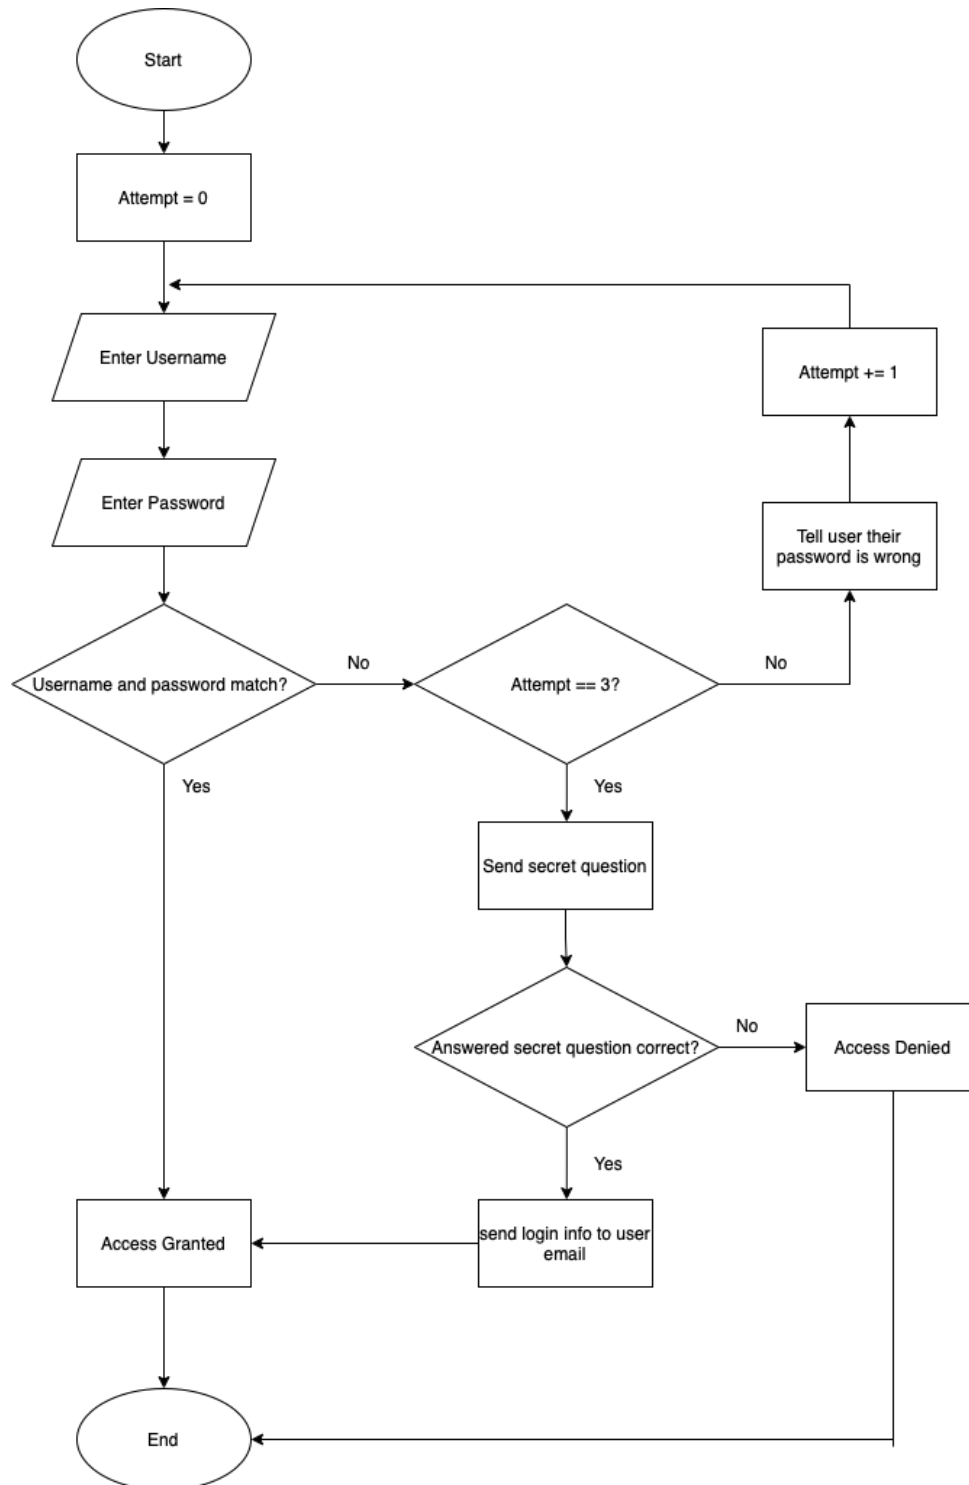 Start
Attempt = 0
Enter Username
Attempt += 1
Enter Password
Tell user their
password is wrong
Username and password match?
No
Attempt == 3?
No
Yes
Yes
Send secret question
Answered secret question correct?
No
Access Denied
Yes
Access Granted
send login info to user
email
End